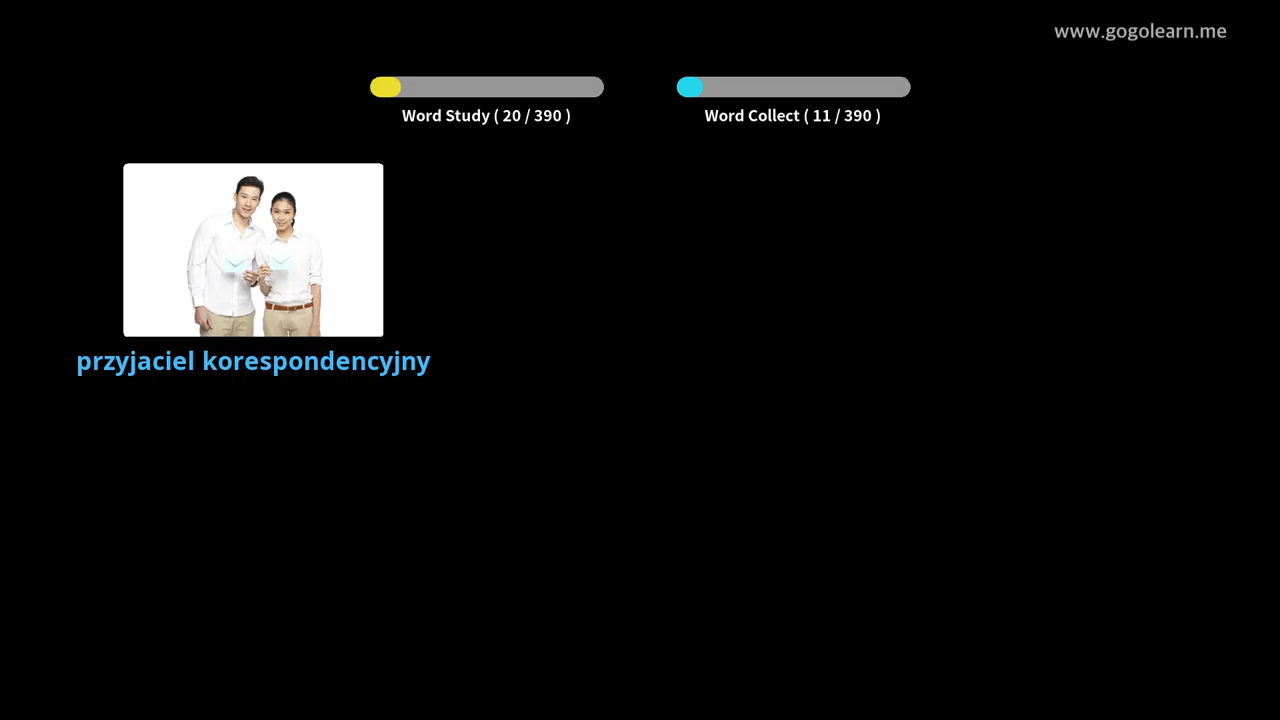 www.gogolearn.me
Word Study ( 20 / 390 )
Word Collect ( 11 / 390 )
przyjaciel korespondencyjny